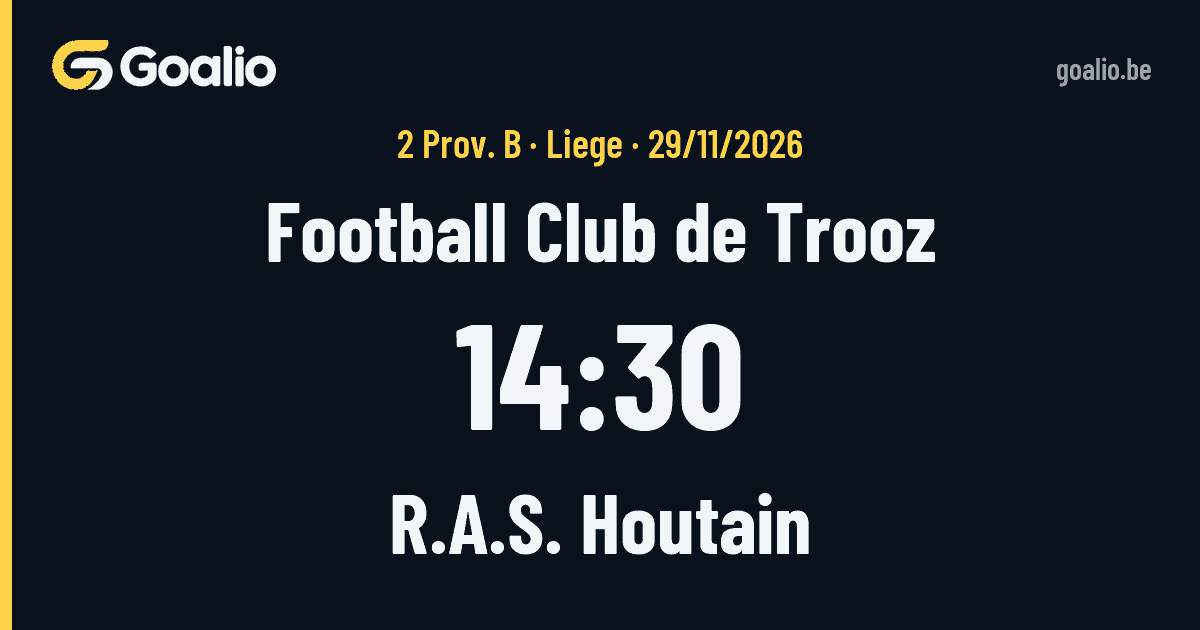 Goalio
goalio.be
2 Prov. B · Liege · 29/11/2026
Football Club de Trooz
14:30
R.A.S. Houtain